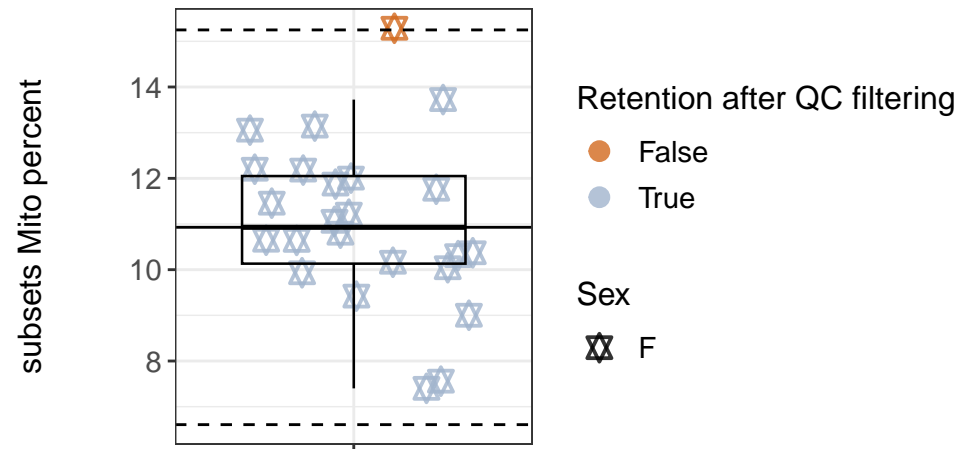 subsets Mito percent
14
12
10
8
Retention after QC filtering
False
True
Sex
F